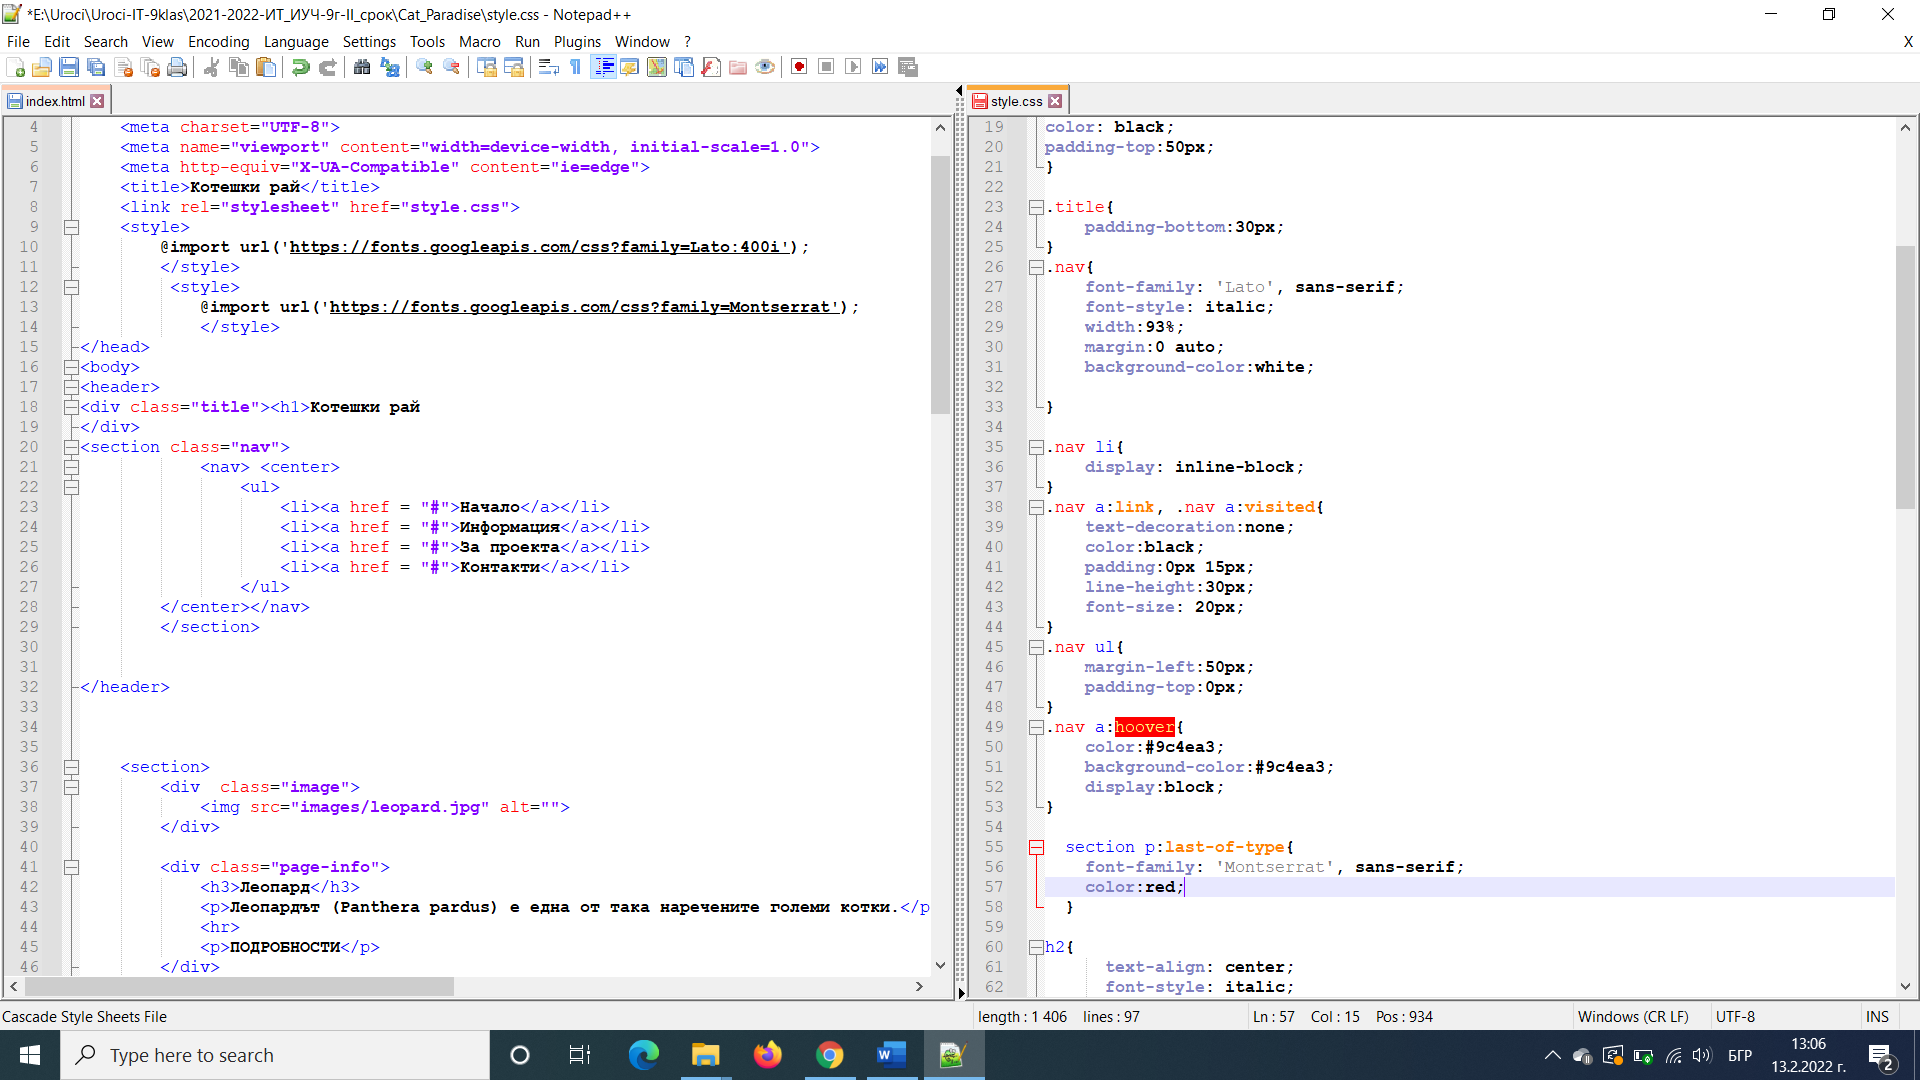 *E:\Uroci\Uroci-IT-9klas\2021-2022-ИТ_ИУЧ-9г-II_срок\Cat_Paradise\style.css - Notepad++
File Edit Search View Encoding Language Settings Tools Macro Run Plugins Window ? X
index.html
4 <meta charset="UTF-8">
5 <meta name="viewport" content="width=device-width, initial-scale=1.0">
6 <meta http-equiv="X-UA-Compatible" content="ie=edge">
7 <title>Котешки рай</title>
8 <link rel="stylesheet" href="style.css">
9 <style>
10 @import url('https://fonts.googleapis.com/css?family=Lato:400i');
11 </style>
12 <style>
13 @import url('https://fonts.googleapis.com/css?family=Montserrat');
14 </style>
15 </head>
16 <body>
17 <header>
18 <div class="title"><h1>Котешки рай
19 </div>
20 <section class="nav">
21 <nav> <center>
22 <ul>
23 <li><a href = "#">Начало</a></li>
24 <li><a href = "#">Информация</a></li>
25 <li><a href = "#">За проекта</a></li>
26 <li><a href = "#">Контакти</a></li>
27 </ul>
28 </center></nav>
29 </section>
30
31
32 </header>
33
34
35
36 <section>
37 <div  class="image">
38 <img src="images/leopard.jpg" alt="">
39 </div>
40
41 <div class="page-info">
42 <h3>Леопард</h3>
43 <p>Леопардът (Panthera pardus) е една от така наречените големи котки.</p
44 <hr>
45 <p>ПОДРОБНОСТИ</p>
46 </div>
style.css
19 color: black;
20 padding-top:50px;
21 }
22
23 .title{
24 padding-bottom:30px;
25 }
26 .nav{
27 font-family: 'Lato', sans-serif;
28 font-style: italic;
29 width:93%;
30 margin:0 auto;
31 background-color:white;
32
33 }
34
35 .nav li{
36 display: inline-block;
37 }
38 .nav a:link, .nav a:visited{
39 text-decoration:none;
40 color:black;
41 padding:0px 15px;
42 line-height:30px;
43 font-size: 20px;
44 }
45 .nav ul{
46 margin-left:50px;
47 padding-top:0px;
48 }
49 .nav a:hoover{
50 color:#9c4ea3;
51 background-color:#9c4ea3;
52 display:block;
53 }
54
55 section p:last-of-type{
56 font-family: 'Montserrat', sans-serif;
57 color:red;
58 }
59
60 h2{
61 text-align: center;
62 font-style: italic;
Cascade Style Sheets File length : 1 406 lines : 97 Ln : 57 Col : 15 Pos : 934 Windows (CR LF) UTF-8 INS
Type here to search
БГР
13:06
13.2.2022 г.
2